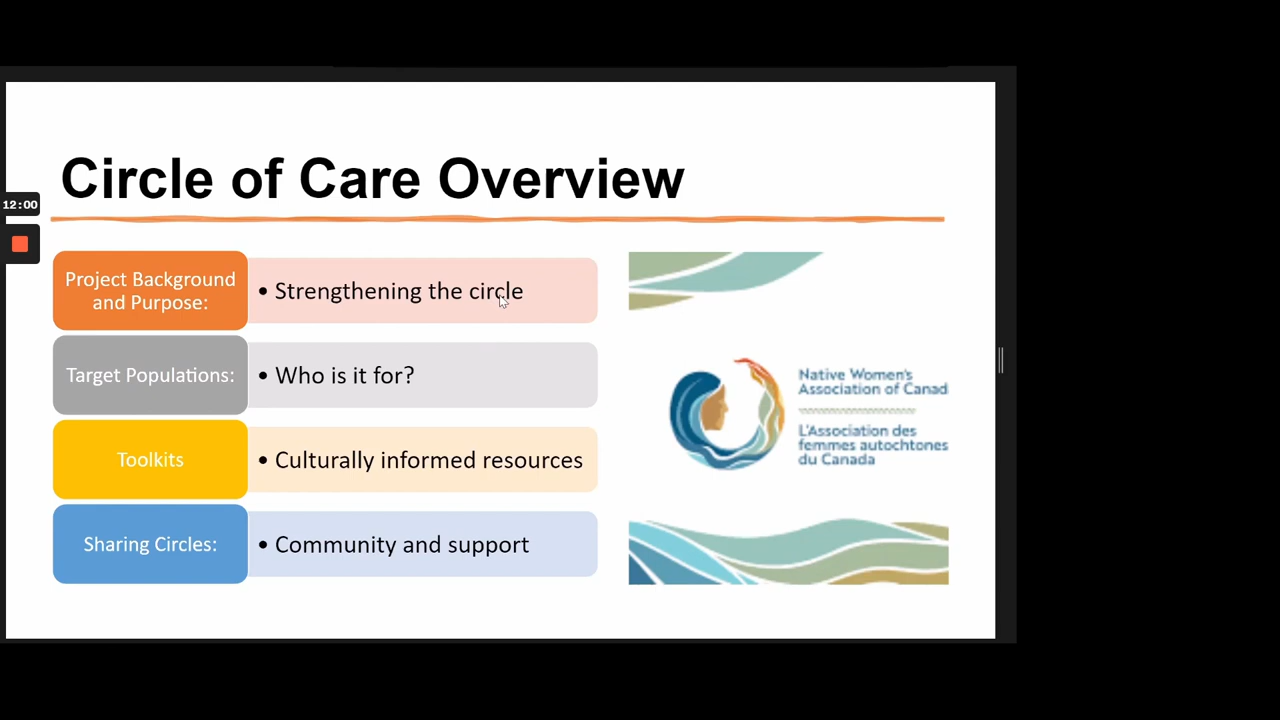 Circle of Care Overview
12:00
Project Background
and Purpose:
• Strengthening the circle
Target Populations:
• Who is it for?
Toolkits
• Culturally informed resources
Sharing Circles:
• Community and support
Native Women's
Association of Canad
L'Association des
femmes autochtones
du Canada